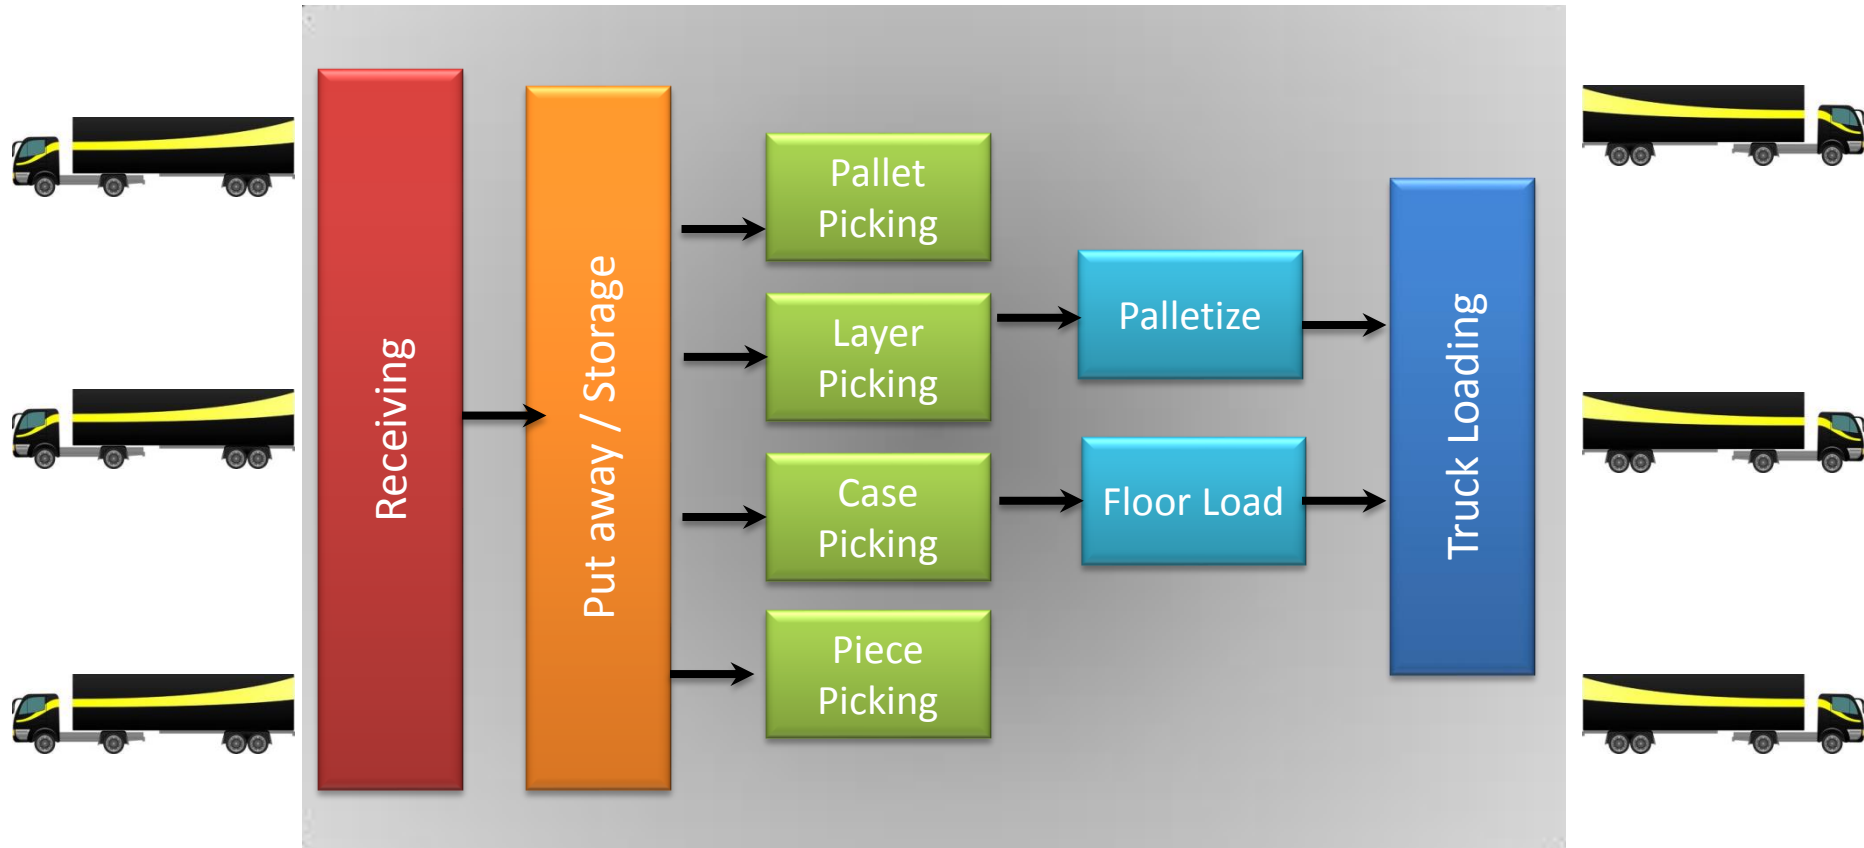 Receiving
Put away / Storage
Pallet
Picking
Layer
Picking
Case
Picking
Piece
Picking
Palletize
Floor Load
Truck Loading